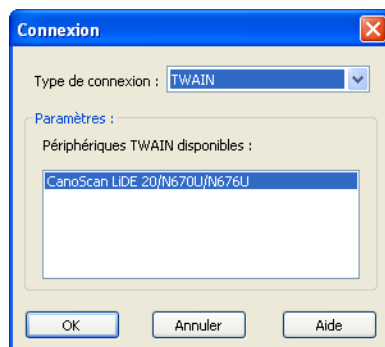 Connexion
Type de connexion : TWAIN
Paramètres :
Périphériques TWAIN disponibles :
CanoScan LiDE 20/N670U/N676U
OK Annuler Aide